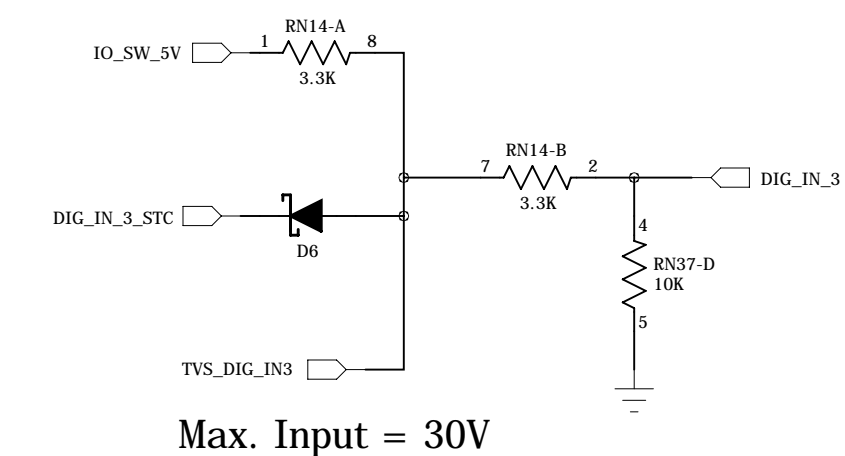 RN14-A
IO_SW_5V
1
8
3.3K
RN14-B
7
2
DIG_IN_3
3.3K
DIG_IN_3_STC
D6
4
RN37-D
10K
5
TVS_DIG_IN3
Max. Input = 30V